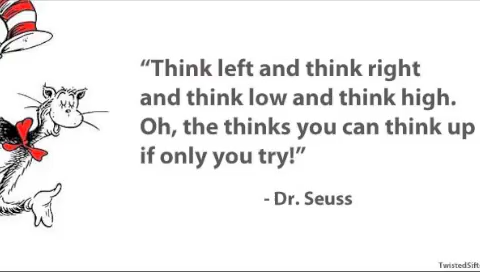 “Think left and think right
and think low and think high.
Oh, the thinks you can think up
if only you try!”
- Dr. Seuss
TwistedSift